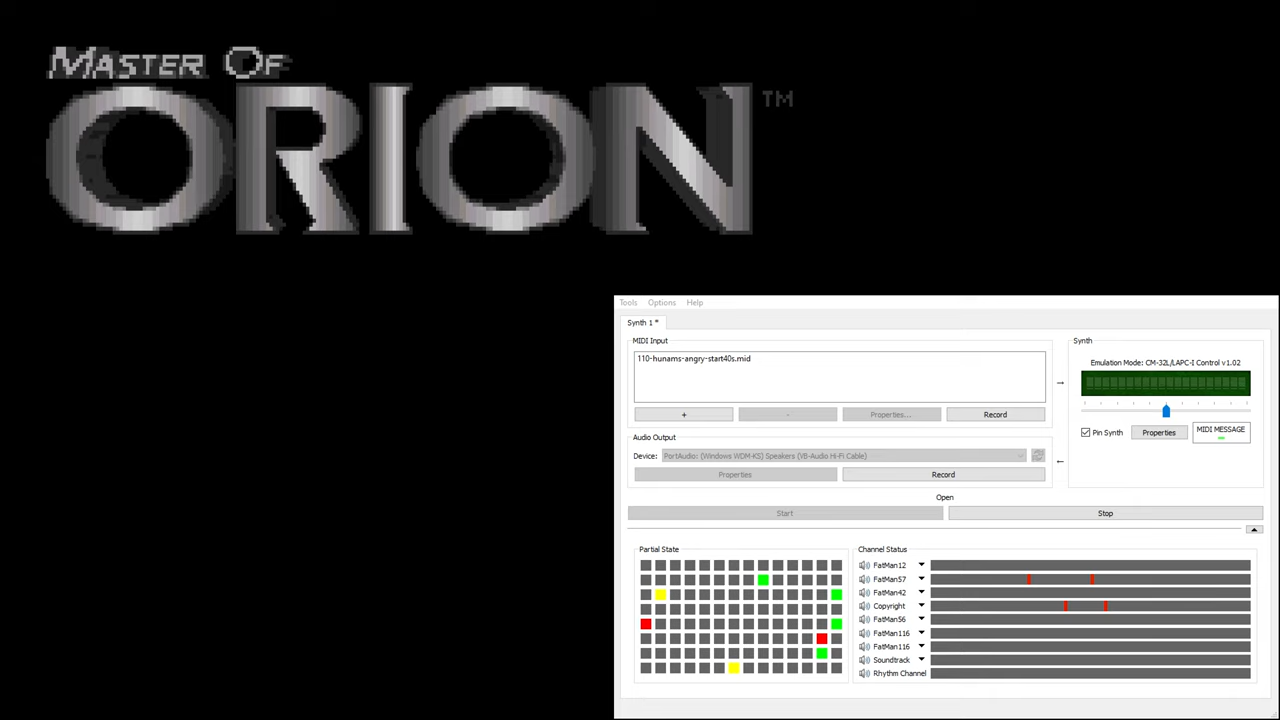 MASTER OF
ORION™
Tools Options Help
Synth 1 *
MIDI Input
110-hunams-angry-start40s.mid
+ - Properties... Record
Synth
Emulation Mode: CM-32L/LAPC-I Control v1.02
Pin Synth Properties MIDI MESSAGE
Audio Output
Device: PortAudio: (Windows WDM-KS) Speakers (VB-Audio Hi-Fi Cable)
Properties Record
Open
Start Stop
Partial State
Channel Status
FatMan12
FatMan57
FatMan42
Copyright
FatMan56
FatMan116
FatMan116
Soundtrack
Rhythm Channel